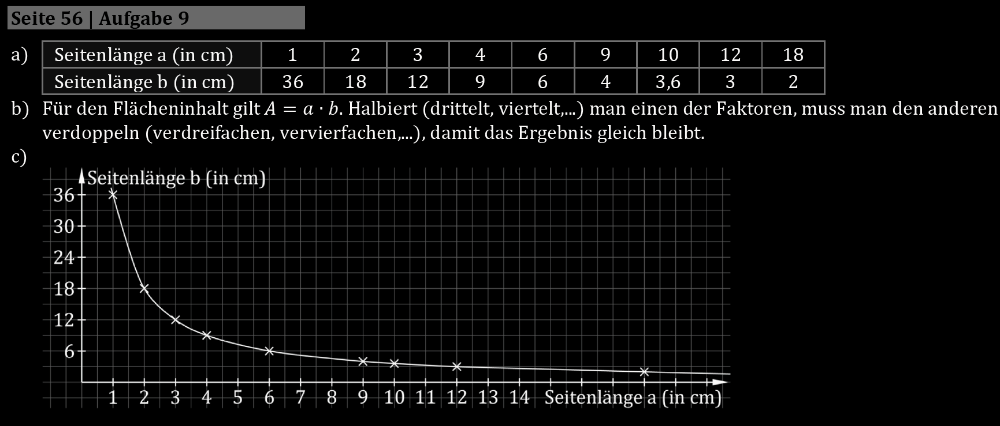 Seite 56 | Aufgabe 9
a) Seitenlänge a (in cm) 1 2 3 4 6 9 10 12 18
Seitenlänge b (in cm) 36 18 12 9 6 4 3,6 3 2
b) Für den Flächeninhalt gilt A = a · b. Halbiert (drittelt, viertelt,...) man einen der Faktoren, muss man den anderen
verdoppeln (verdreifachen, vervierfachen,...), damit das Ergebnis gleich bleibt.
c)
Seitenlänge b (in cm)
36
30
24
18
12
6
1 2 3 4 5 6 7 8 9 10 11 12 13 14 Seitenlänge a (in cm)